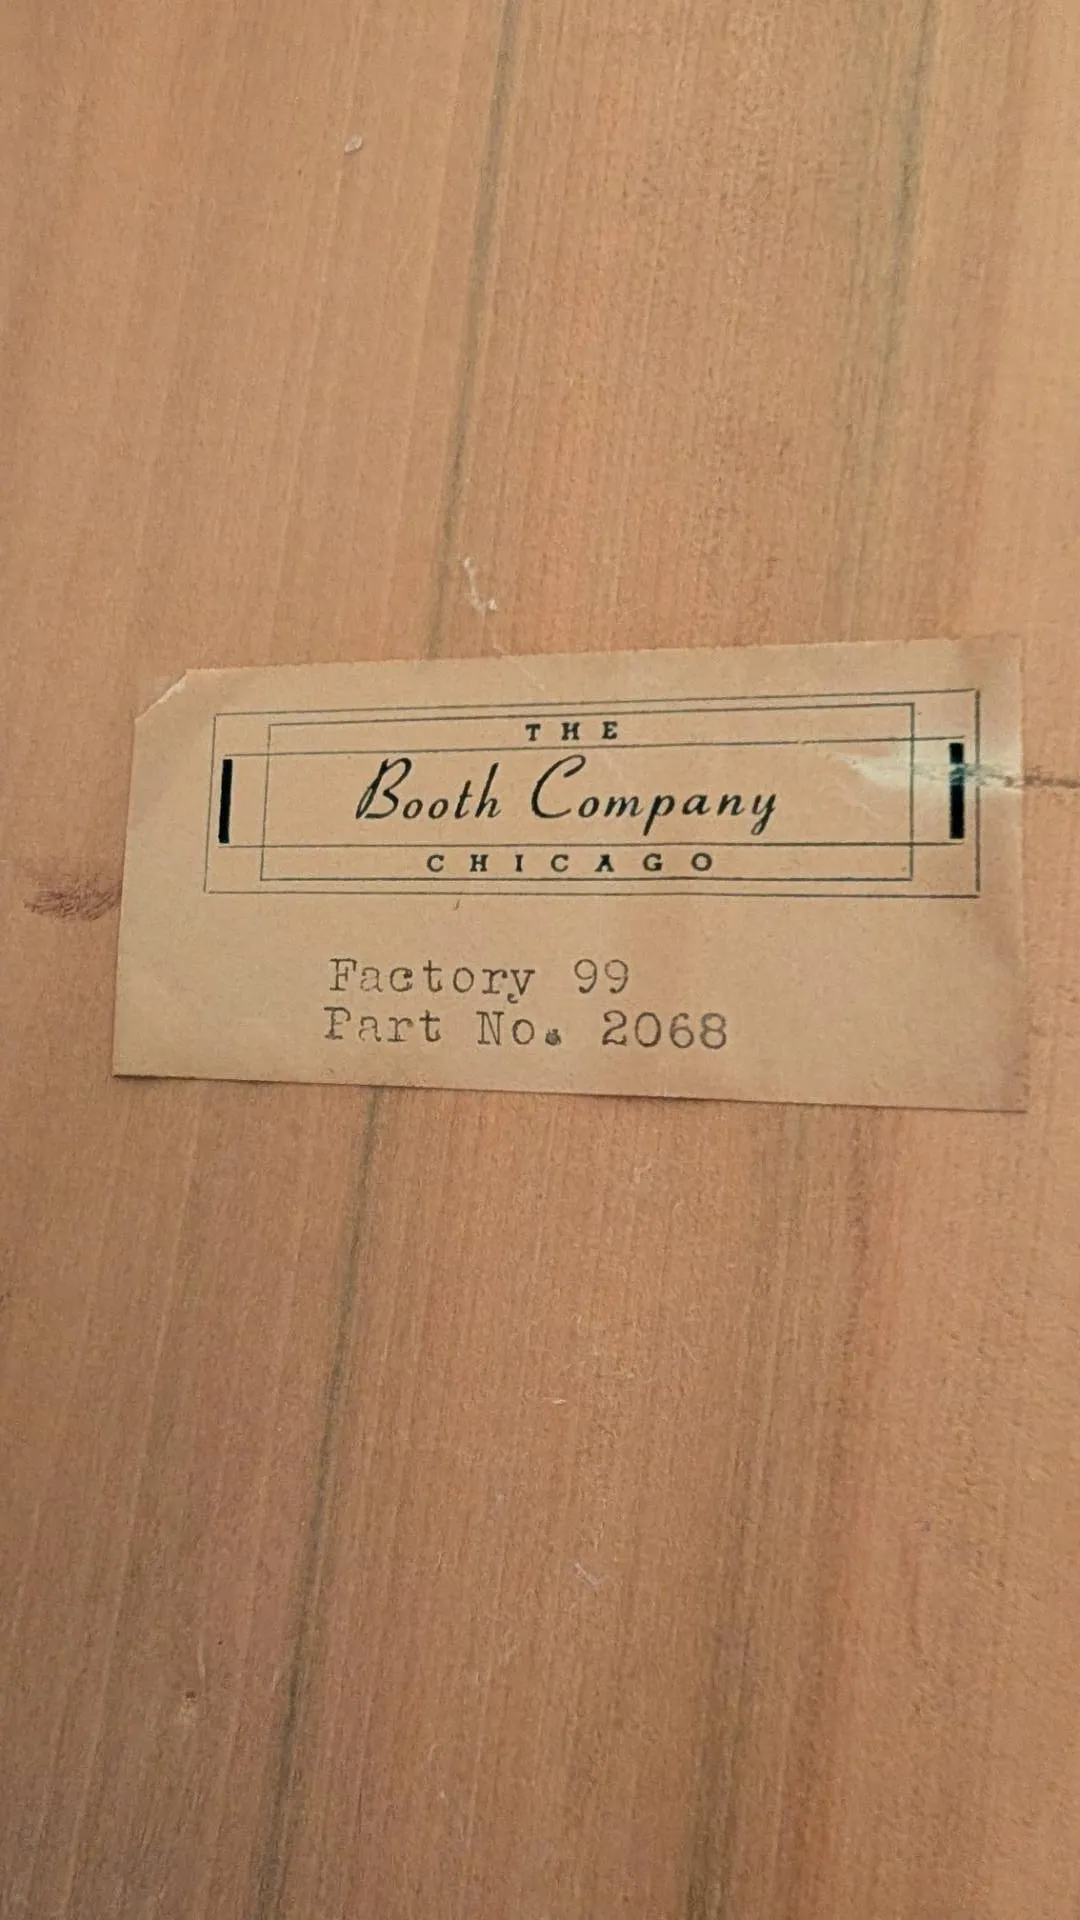 THE
Booth Company
CHICAGO
Factory 99
Part No. 2068